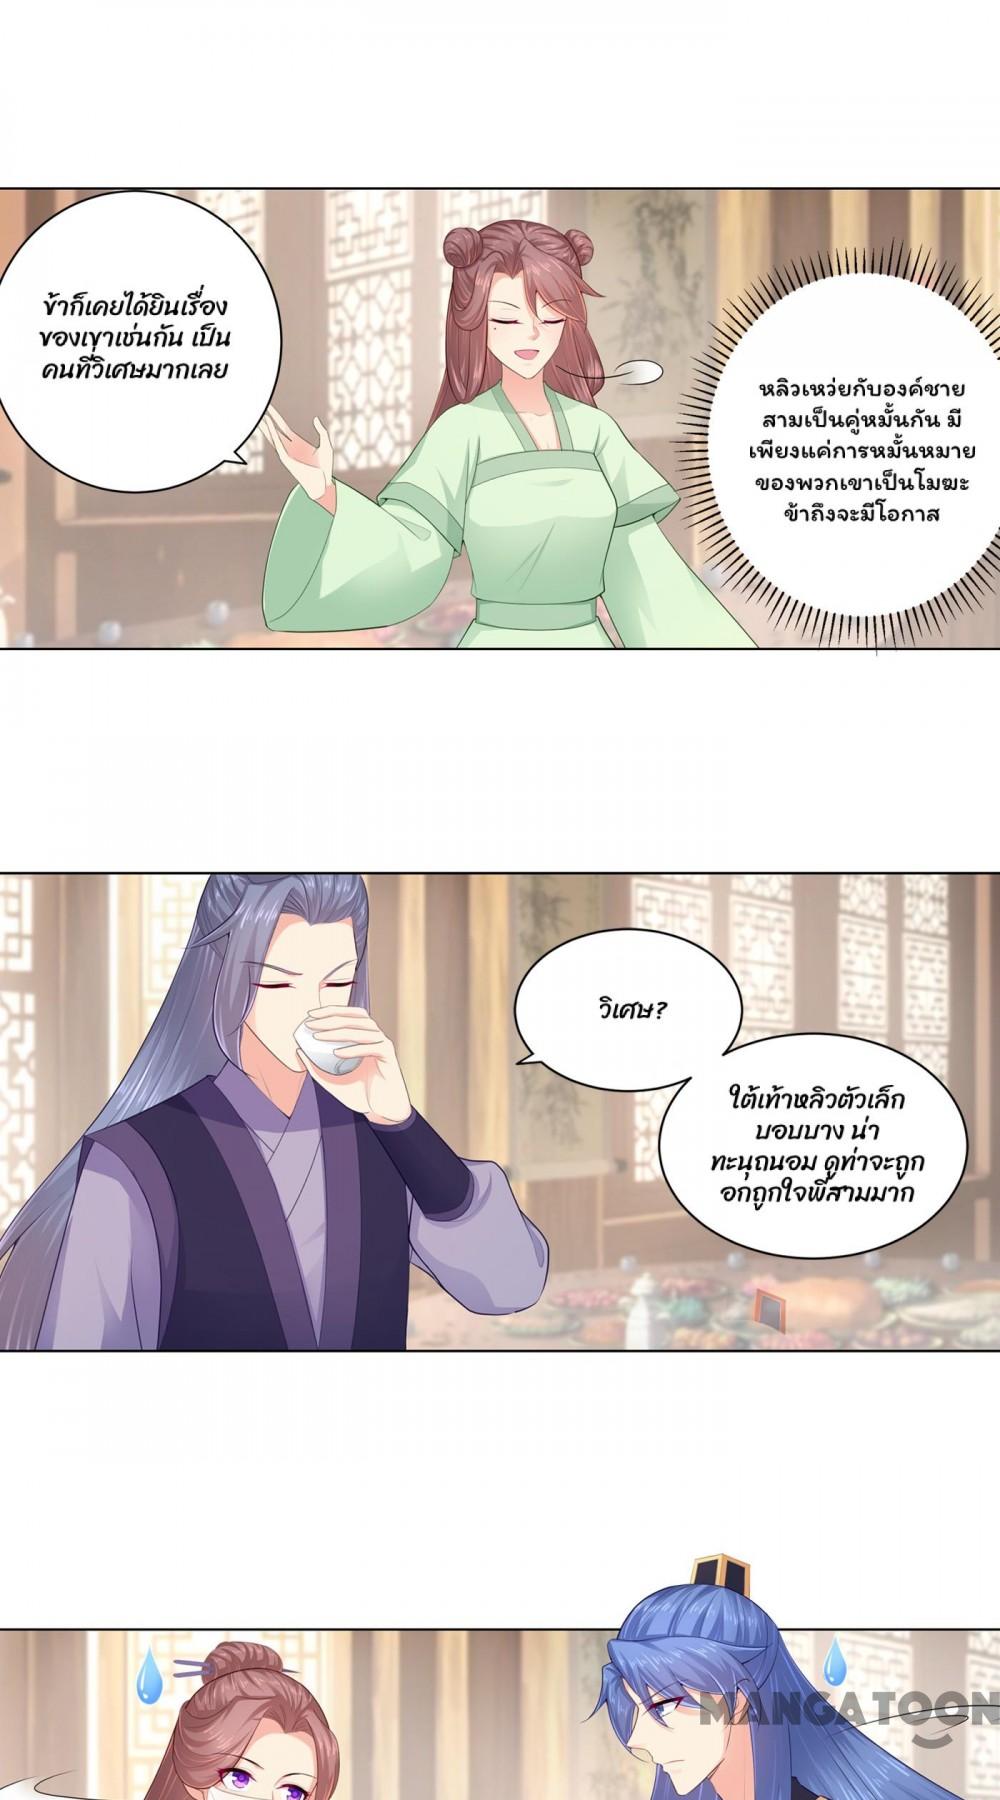 ข้าก็เคยได้ยินเรื่อง
ของเขาเช่นกัน เป็น
คนที่วิเศษมากเลย
หลิวเหว่ยกับองค์ชาย
สามเป็นคู่หมั้นกัน มี
เพียงแค่การหมั้นหมาย
ของพวกเขาเป็นโมฆะ
ข้าถึงจะมีโอกาส
วิเศษ?
ใต้เท้าหลิวตัวเล็ก
บอบบาง น่า
ทะนุถนอม ดูท่าจะถูก
อกถูกใจพี่สามมาก
MANGATOON